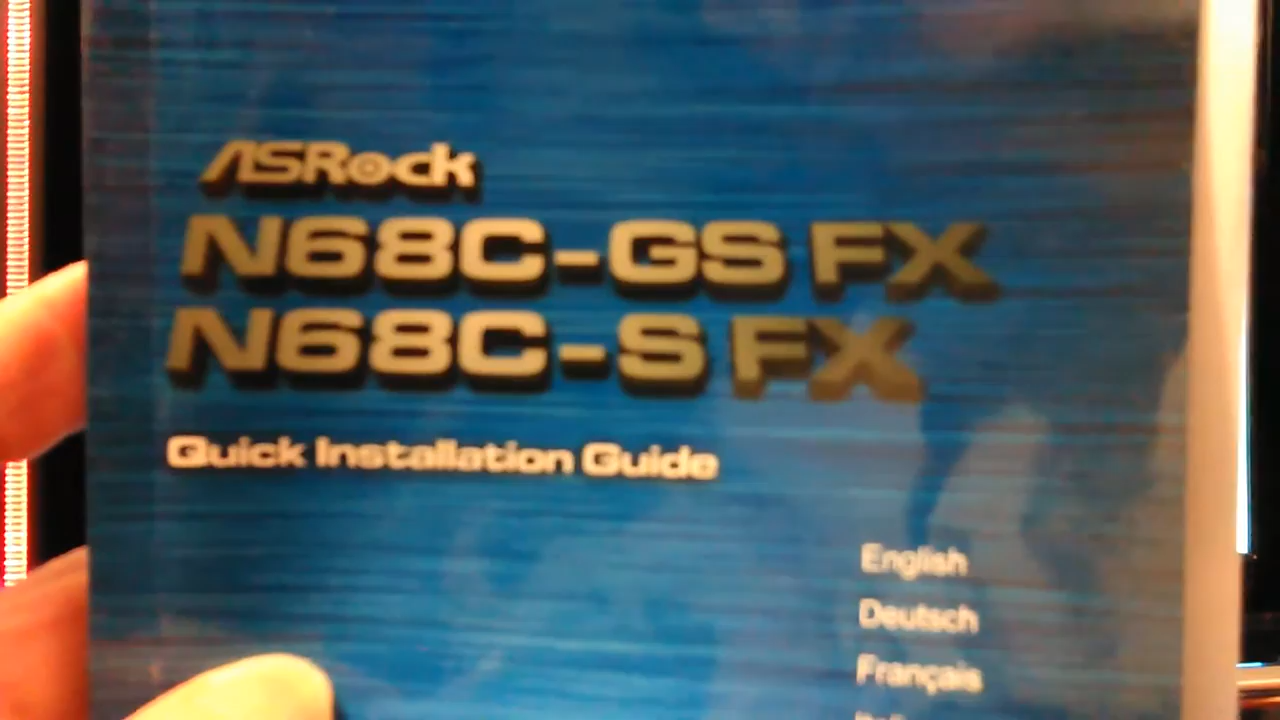 ASRock
N68C-GS FX
N68C-S FX
Quick Installation Guide
English
Deutsch
Français